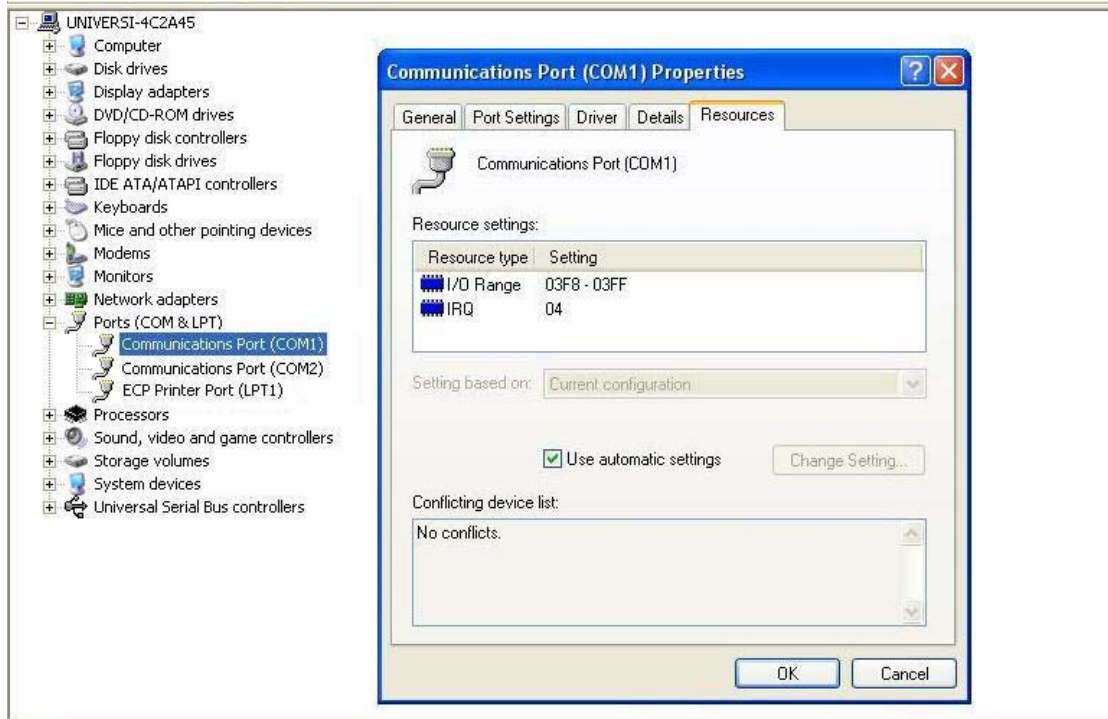 UNIVERSI-4C2A45
Computer
Disk drives
Display adapters
DVD/CD-ROM drives
Floppy disk controllers
Floppy disk drives
IDE ATA/ATAPI controllers
Keyboards
Mice and other pointing devices
Modems
Monitors
Network adapters
Ports (COM & LPT)
Communications Port (COM1)
Communications Port (COM2)
ECP Printer Port (LPT1)
Processors
Sound, video and game controllers
Storage volumes
System devices
Universal Serial Bus controllers
Communications Port (COM1) Properties
General Port Settings Driver Details Resources
Communications Port (COM1)
Resource settings:
Resource type Setting
I/O Range 03F8 - 03FF
IRQ 04
Setting based on: Current configuration
Use automatic settings Change Setting...
Conflicting device list:
No conflicts.
OK Cancel